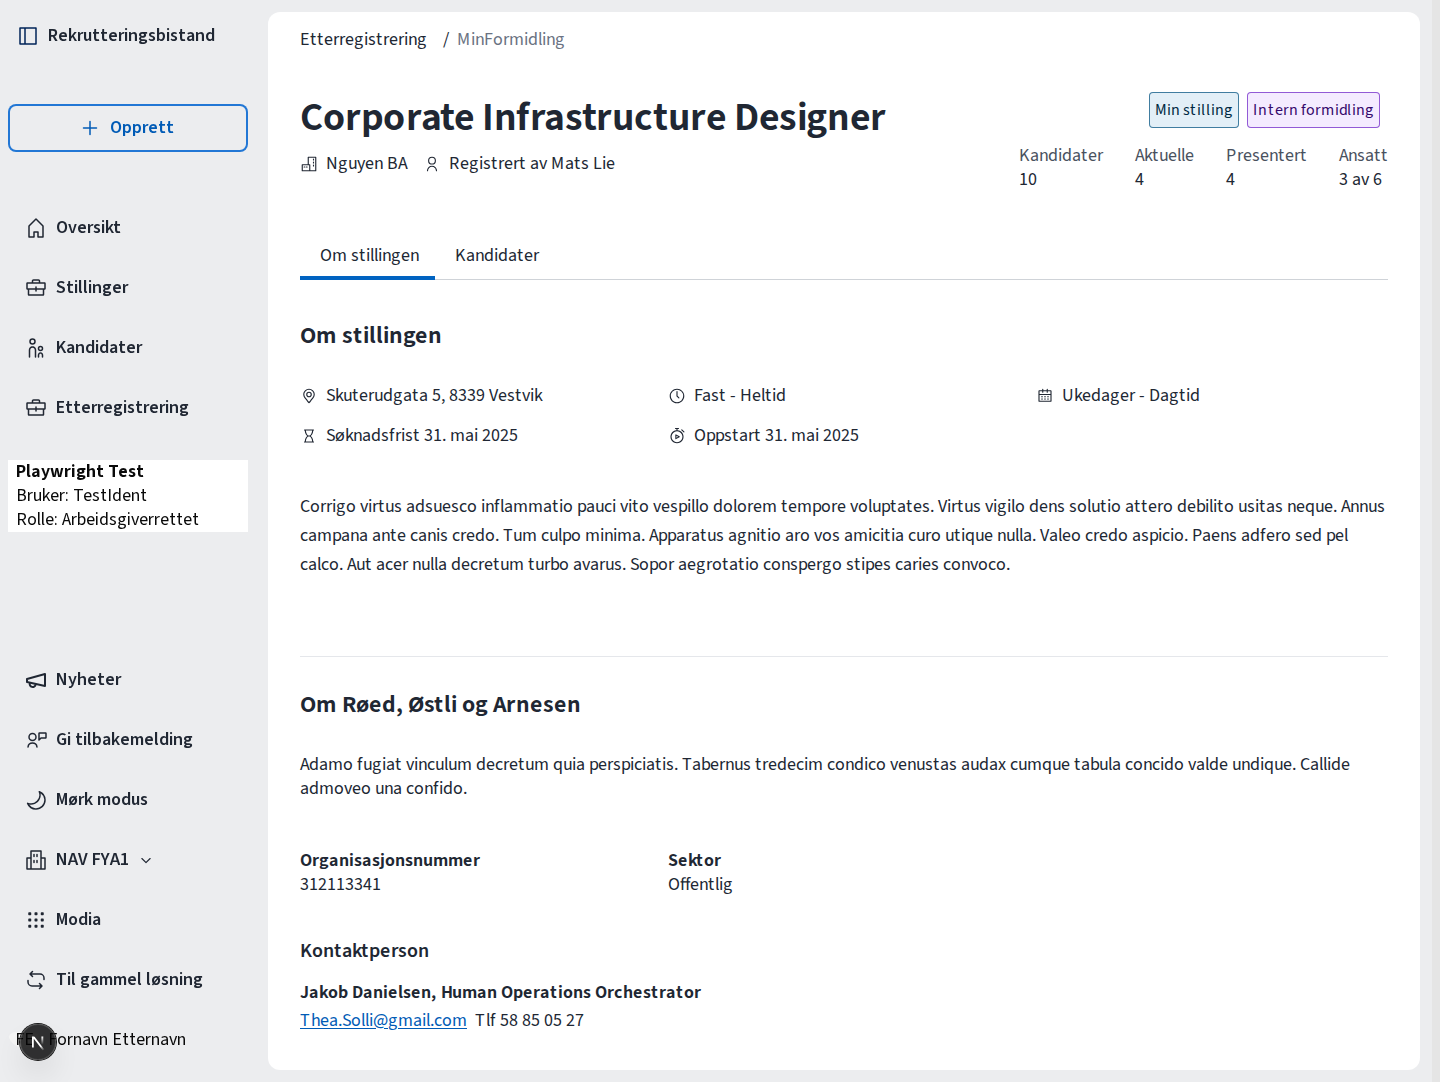 Rekrutteringsbistand
Opprett
Oversikt
Stillinger
Kandidater
Etterregistrering
Playwright Test
Bruker: TestIdent
Rolle: Arbeidsgiverrettet
Nyheter
Gi tilbakemelding
Mørk modus
NAV FYA1
Modia
Til gammel løsning
Fornavn Etternavn
Etterregistrering / MinFormidling
Corporate Infrastructure Designer
Nguyen BA Registrert av Mats Lie
Min stilling Intern formidling
Kandidater Aktuelle Presentert Ansatt
10 4 4 3 av 6
Om stillingen Kandidater
Om stillingen
Skuterudgata 5, 8339 Vestvik Fast - Heltid Ukedager - Dagtid
Søknadsfrist 31. mai 2025 Oppstart 31. mai 2025
Corrigo virtus adsuesco inflammatio pauci vito vespillo dolorem tempore voluptates. Virtus vigilo dens solutio attero debilito usitas neque. Annus
campana ante canis credo. Tum culpo minima. Apparatus agnitio aro vos amicitia curo utique nulla. Valeo credo aspicio. Paens adfero sed pel
calco. Aut acer nulla decretum turbo avarus. Sopor aegrotatio conspergo stipes caries convoco.
Om Røed, Østli og Arnesen
Adamo fugiat vinculum decretum quia perspiciatis. Tabernus tredecim condico venustas audax cumque tabula concido valde undique. Callide
admoveo una confido.
Organisasjonsnummer Sektor
312113341 Offentlig
Kontaktperson
Jakob Danielsen, Human Operations Orchestrator
Thea.Solli@gmail.com Tlf 58 85 05 27